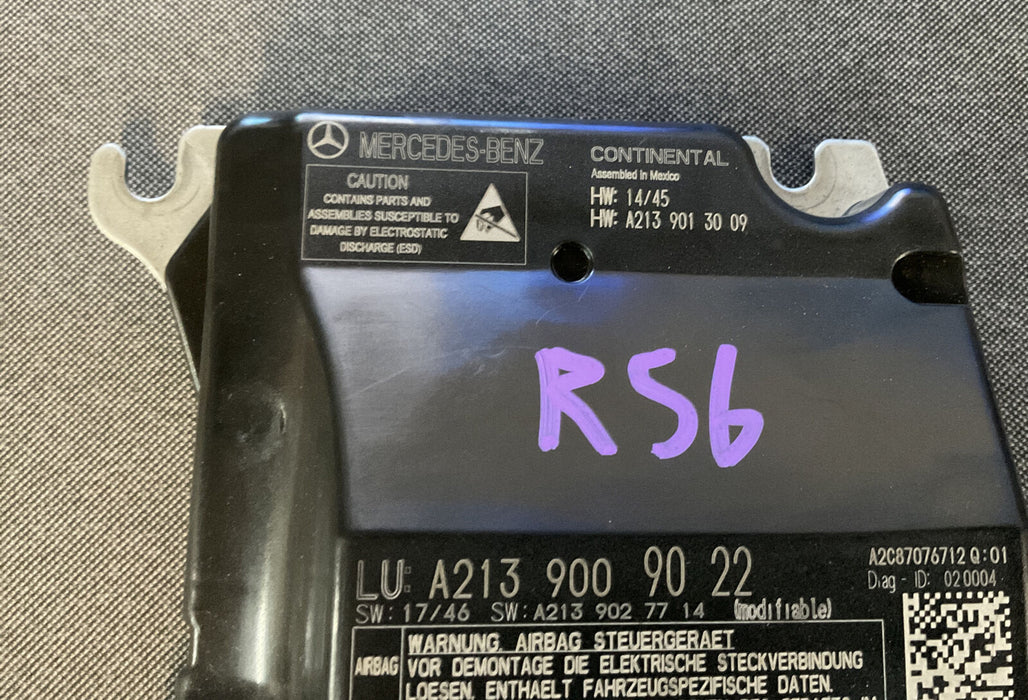 MERCEDES-BENZ
CAUTION
CONTAINS PARTS AND
ASSEMBLIES SUSCEPTIBLE TO
DAMAGE BY ELECTROSTATIC
DISCHARGE (ESD)
CONTINENTAL
Assembled in Mexico
HW: 14/45
HW: A213 901 30 09
R56
LU: A213 900 90 22
SW: 17/46 SW: A213 902 77 14 (modifiable)
A2C87076712 Q:01
Diag - ID: 020004
AIRBAG
WARNUNG. AIRBAG STEUERGERAET
VOR DEMONTAGE DIE ELEKTRISCHE STECKVERBINDUNG
LOESEN. ENTHAELT FAHRZEUGSPEZIFISCHE DATEN.